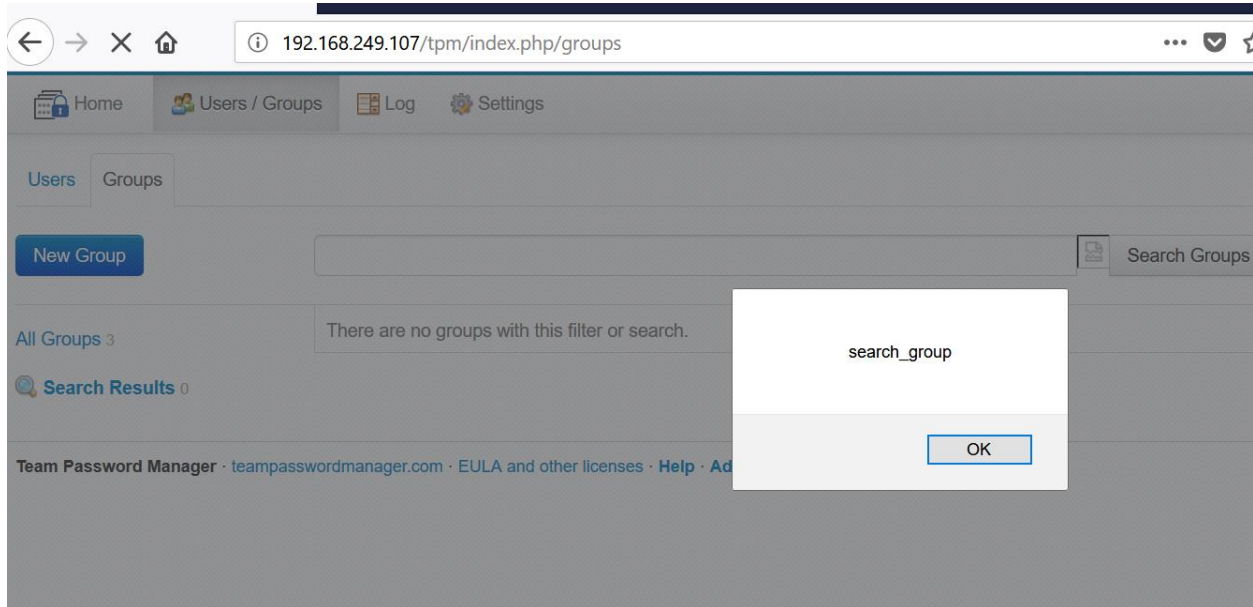 192.168.249.107/tpm/index.php/groups
Home Users / Groups Log Settings
Users Groups
New Group Search Groups
All Groups 3 There are no groups with this filter or search.
search_group
Search Results 0
OK
Team Password Manager · teampasswordmanager.com · EULA and other licenses · Help · Ad